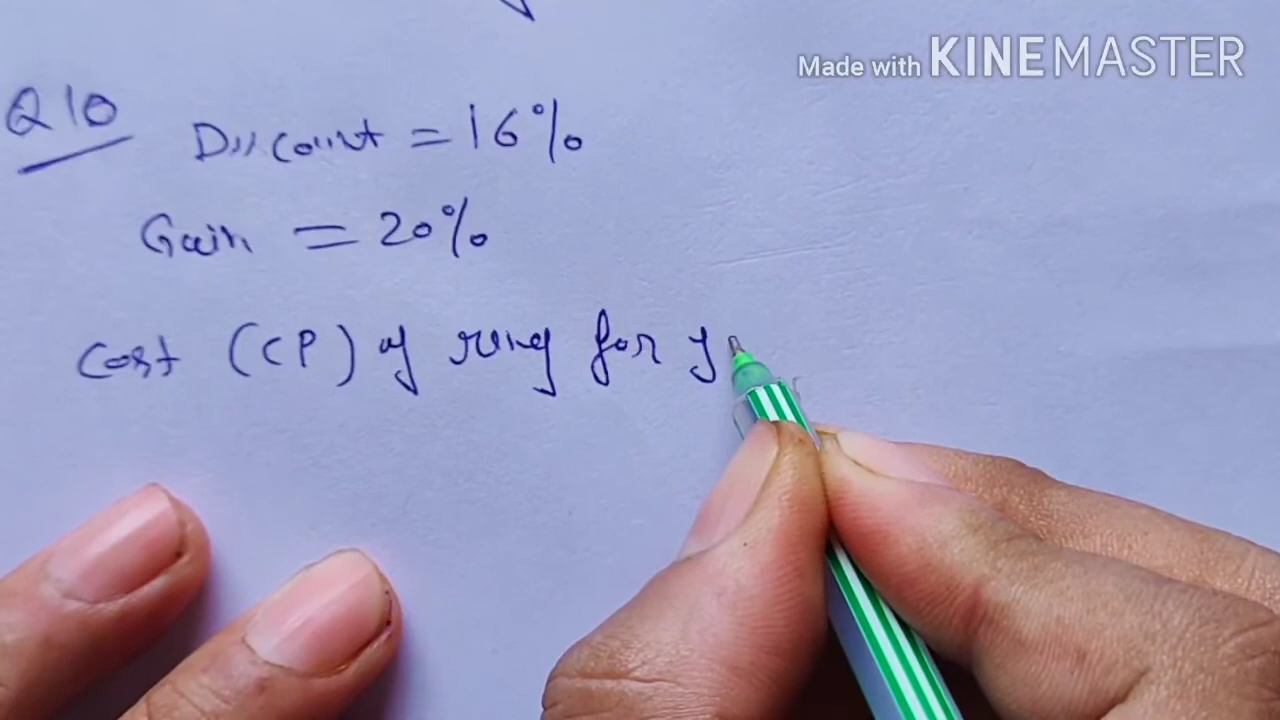 Made with KINEMASTER
Q10 Discount = 16%
Gain = 20%
Cost (CP) of ring for J